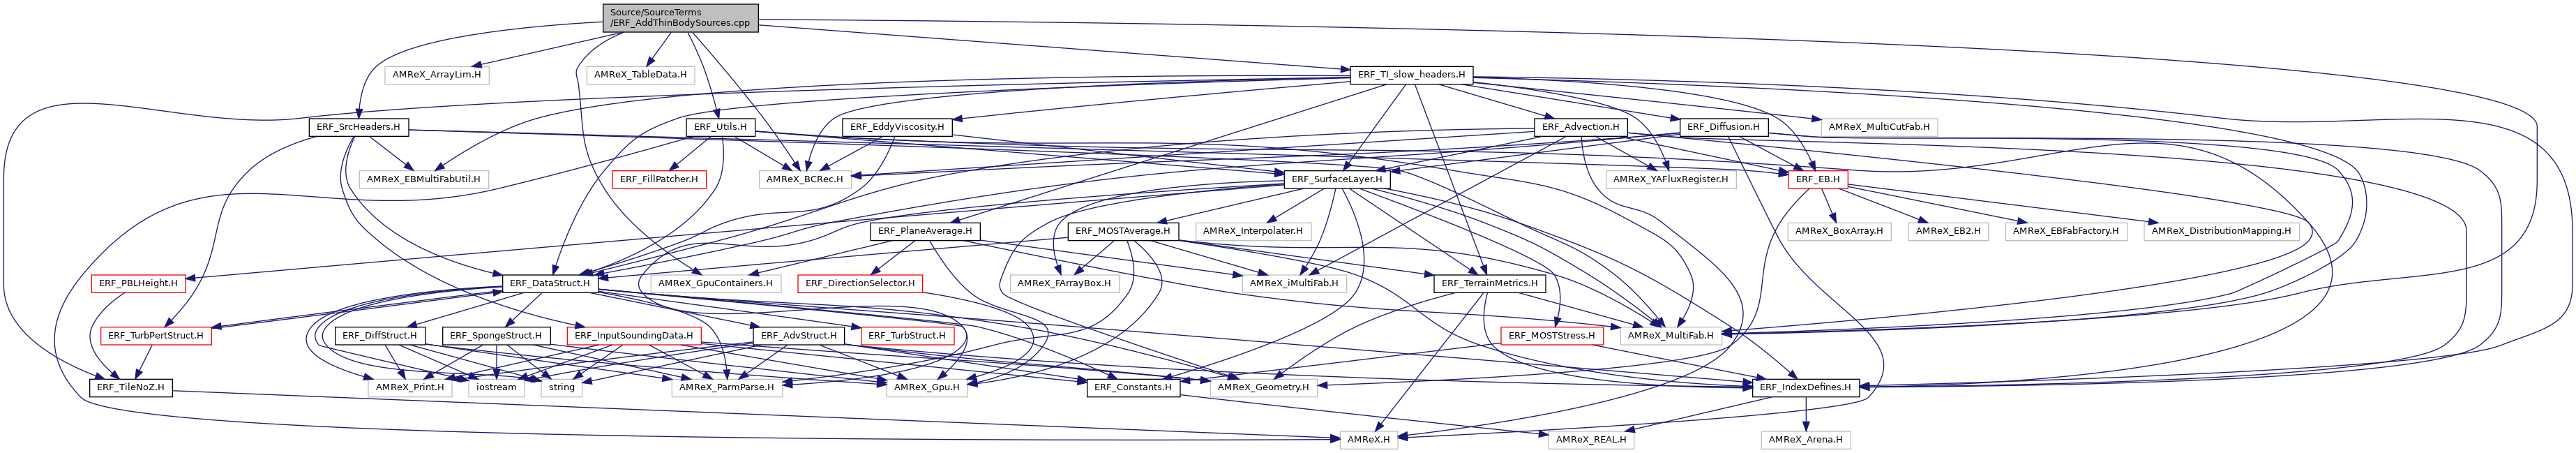 Source/SourceTerms
/ERF_AddThinBodySources.cpp
AMReX_ArrayLim.H
AMReX_TableData.H
ERF_TI_slow_headers.H
ERF_SrcHeaders.H
ERF_Utils.H
ERF_EddyViscosity.H
ERF_Advection.H
ERF_Diffusion.H
AMReX_MultiCutFab.H
AMReX_EBMultiFabUtil.H
ERF_FillPatcher.H
AMReX_BCRec.H
ERF_SurfaceLayer.H
AMReX_YAFluxRegister.H
ERF_EB.H
ERF_PlaneAverage.H
ERF_MOSTAverage.H
AMReX_Interpolater.H
AMReX_BoxArray.H
AMReX_EB2.H
AMReX_EBFabFactory.H
AMReX_DistributionMapping.H
ERF_PBLHeight.H
ERF_DataStruct.H
AMReX_GpuContainers.H
ERF_DirectionSelector.H
AMReX_FArrayBox.H
AMReX_iMultiFab.H
ERF_TerrainMetrics.H
ERF_TurbPertStruct.H
ERF_DiffStruct.H
ERF_SpongeStruct.H
ERF_InputSoundingData.H
ERF_AdvStruct.H
ERF_TurbStruct.H
ERF_MOSTStress.H
AMReX_MultiFab.H
ERF_TileNoZ.H
AMReX_Print.H
iostream
string
AMReX_ParmParse.H
AMReX_Gpu.H
ERF_Constants.H
AMReX_Geometry.H
ERF_IndexDefines.H
AMReX.H
AMReX_REAL.H
AMReX_Arena.H